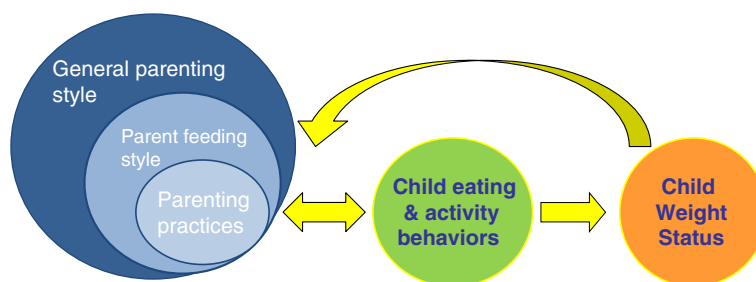 General parenting
style
Parent feeding
style
Parenting
practices
Child eating
& activity
behaviors
Child
Weight
Status